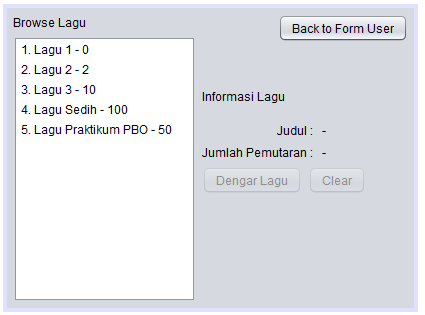 Browse Lagu
Back to Form User
1. Lagu 1 - 0
2. Lagu 2 - 2
3. Lagu 3 - 10
4. Lagu Sedih - 100
5. Lagu Praktikum PBO - 50
Informasi Lagu
Judul : -
Jumlah Pemutaran : -
Dengar Lagu
Clear